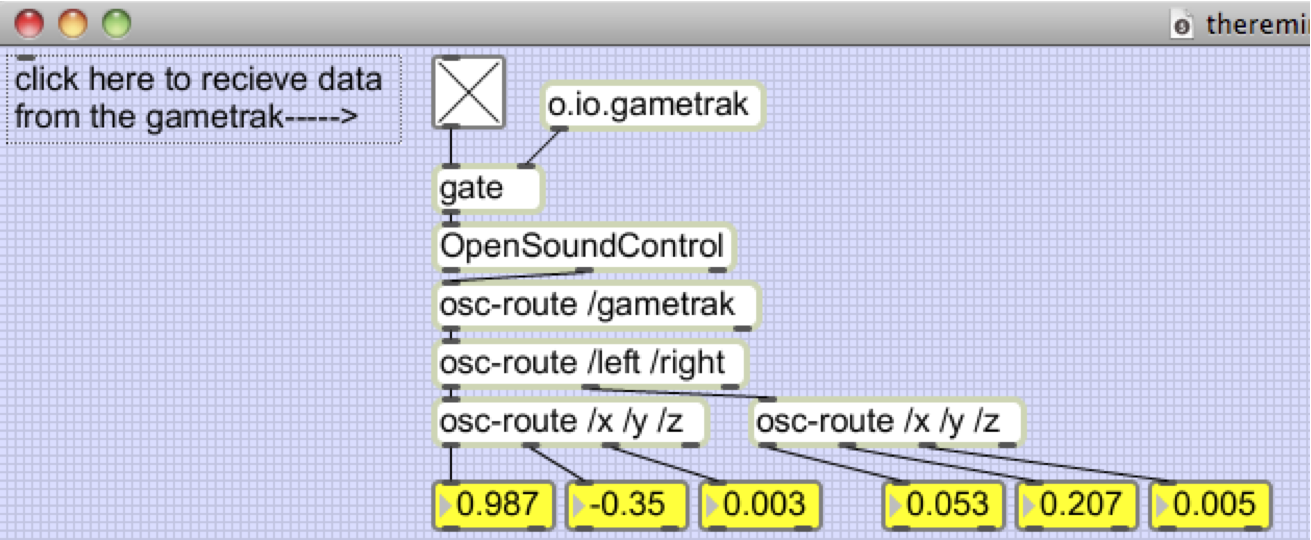 theremi
click here to recieve data
from the gametrak----->
o.io.gametrak
gate
OpenSoundControl
osc-route /gametrak
osc-route /left /right
osc-route /x /y /z
osc-route /x /y /z
0.987
-0.35
0.003
0.053
0.207
0.005